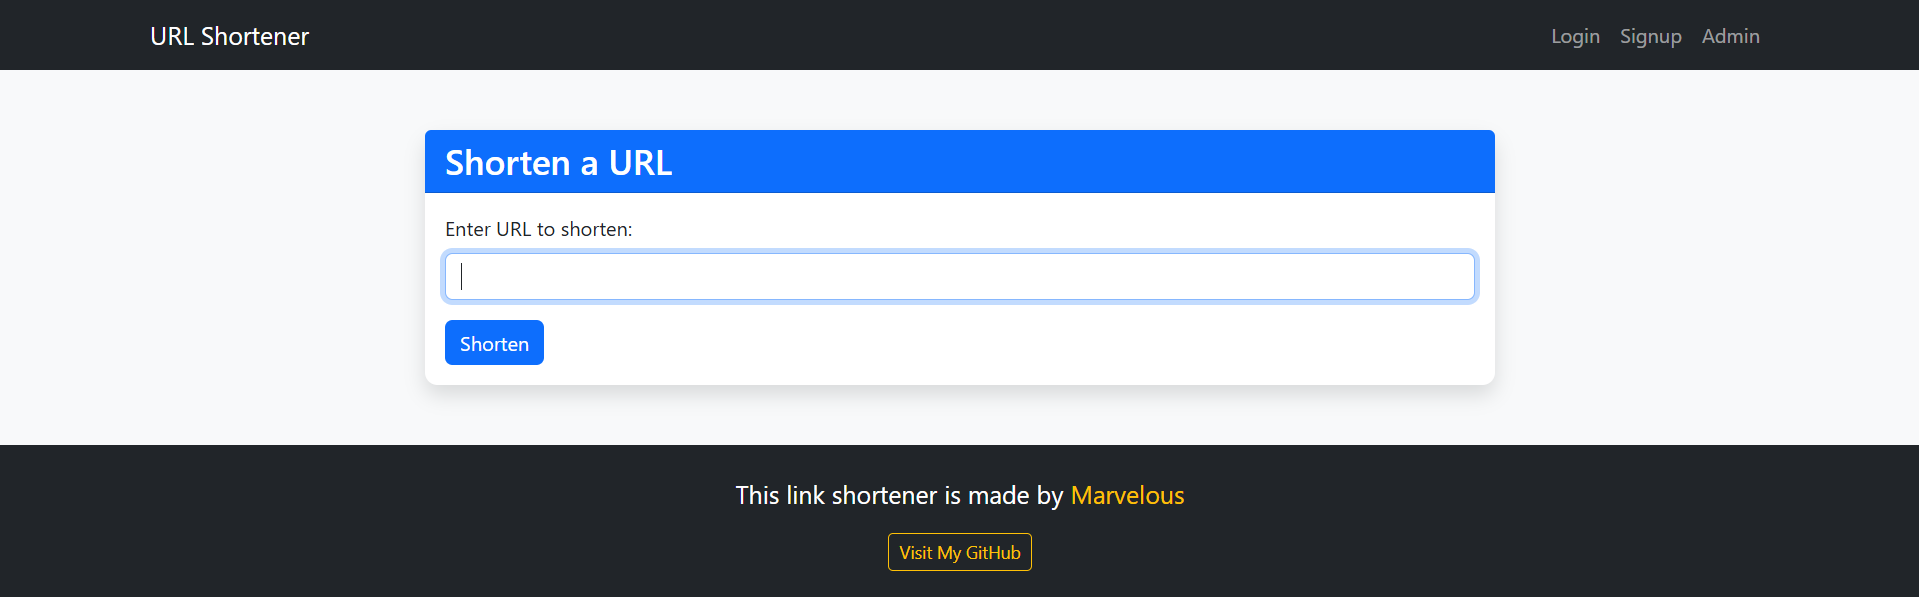 URL Shortener
Login Signup Admin
Shorten a URL
Enter URL to shorten:
Shorten
This link shortener is made by Marvelous
Visit My GitHub